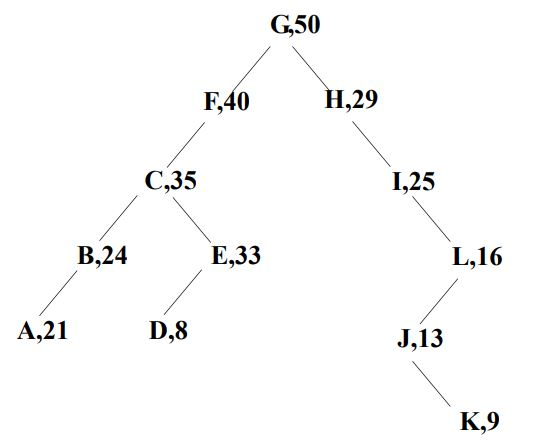 G,50
F,40 H,29
C,35 I,25
B,24 E,33 L,16
A,21 D,8 J,13
K,9